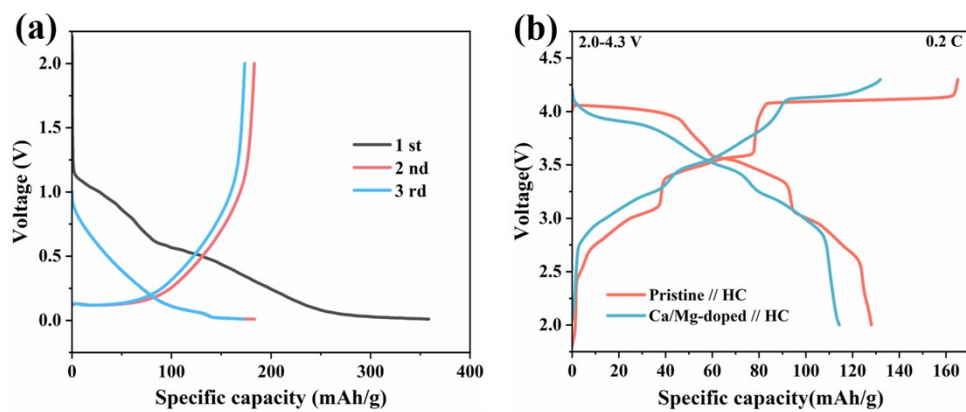 (a)
2.0
1.5
1.0
0.5
0.0
Voltage (V)
1 st
2 nd
3 rd
0
100
200
300
400
Specific capacity (mAh/g)
(b)
2.0-4.3 V
0.2 C
4.5
4.0
3.5
3.0
2.5
2.0
Voltage(V)
Pristine // HC
Ca/Mg-doped // HC
0
20
40
60
80
100
120
140
160
Specific capacity(mAh/g)